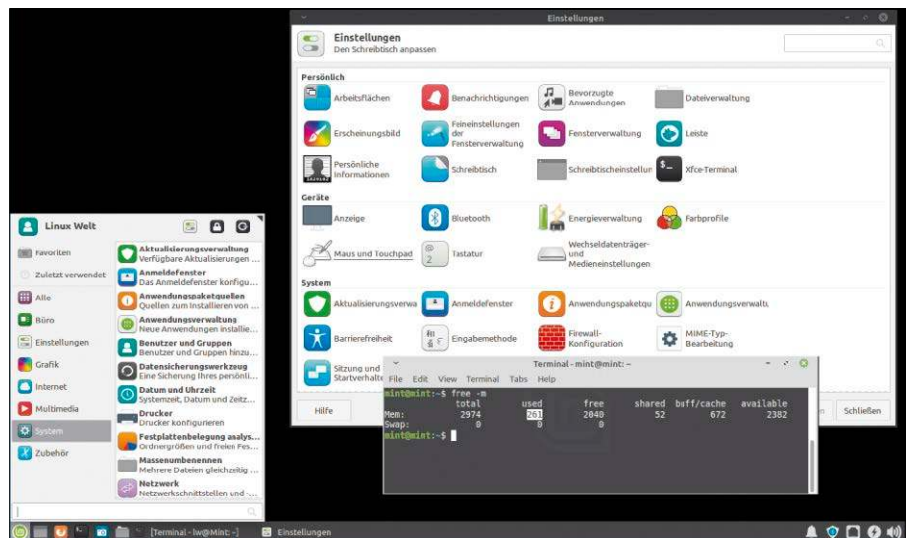 Einstellungen
Einstellungen
Den Schreibtisch anpassen
Persönlich
Arbeitsflächen
Benachrichtigungen
Bevorzugte
Anwendungen
Dateiverwaltung
Erscheinungsbild
Feineinstellungen
der
Fensterverwaltung
Fensterverwaltung
Leiste
Persönliche
Informationen
Schreibtisch
Schreibtischeinstellur
Xfce-Terminal
Geräte
Anzeige
Bluetooth
Energieverwaltung
Farbprofile
Maus und Touchpad
Tastatur
Wechseldatenträger-
und
Medieneinstellungen
System
Aktualisierungsverwa
Anmeldefenster
Anwendungspaketqu
Anwendungsverwaltu
Barrierefreiheit
Eingabemethode
Firewall-
Konfiguration
MIME-Typ-
Bearbeitung
Sitzung und
Startverhalte
Hilfe
Schließen
Linux Welt
Favoriten
Zuletzt verwendet
Alle
Büro
Einstellungen
Grafik
Internet
Multimedia
System
Zubehör
Aktualisierungsverwaltung
Verfügbare Aktualisierungen ...
Anmeldefenster
Das Anmeldefenster konfigu...
Anwendungspaketquellen
Quellen zum Installieren von ...
Anwendungsverwaltung
Neue Anwendungen installie...
Benutzer und Gruppen
Benutzer und Gruppen hinzu...
Datensicherungswerkzeug
Eine Sicherung Ihres persönli...
Datum und Uhrzeit
Systemzeit, Datum und Zeitz...
Drucker
Drucker konfigurieren
Festplattenbelegung analys...
Ordnergrößen und freien Fes...
Massenumbenennen
Mehrere Dateien gleichzeitig ...
Netzwerk
Netzwerkschnittstellen und -...
Terminal - mint@mint: ~
File Edit View Terminal Tabs Help
mint@mint:~$ free -m
total used free shared buff/cache available
Mem: 2974 261 2040 52 672 2382
Swap: 0 0 0
mint@mint:~$
[Terminal - lw@Mint: ~]
Einstellungen